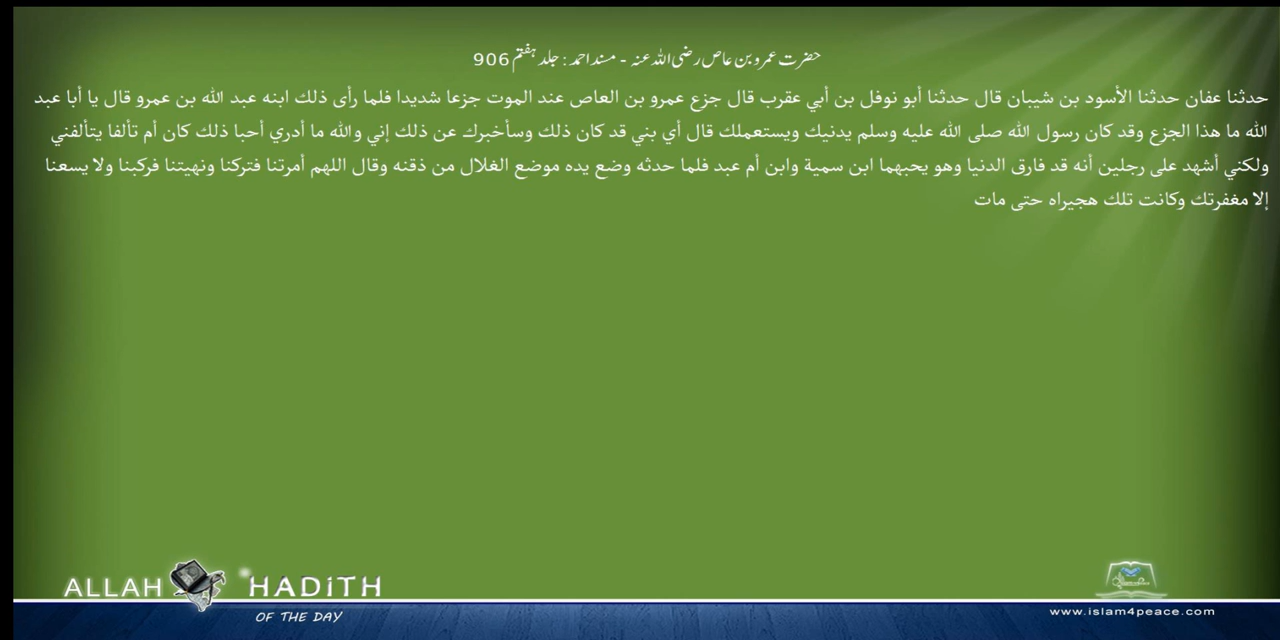 حضرت عمرو بن عاص رضی اللہ عنہ - مسند احمد : جلد ہفتم 906
حدثنا عفان حدثنا الأسود بن شيبان قال حدثنا أبو نوفل بن أبي عقرب قال جزع عمرو بن العاص عند الموت جزعا شديدا فلما رأى ذلك ابنه عبد الله بن عمرو قال يا أبا عبد
الله ما هذا الجزع وقد كان رسول الله صلى الله عليه وسلم يدنيك ويستعملك قال أي بني قد كان ذلك وسأخبرك عن ذلك إني والله ما أدري أحبا ذلك كان أم تألفا يتألفني
ولكني أشهد على رجلين أنه قد فارق الدنيا وهو يحبهما ابن سمية وابن أم عبد فلما حدثه وضع يده موضع الغلال من ذقنه وقال اللهم أمرتنا فتركنا ونهيتنا فركبنا ولا يسعنا
إلا مغفرتك وكانت تلك هجيراه حتى مات
ALLAH HADiTH
OF THE DAY
www.islam4peace.com